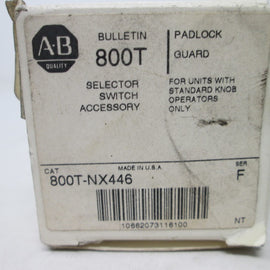 A-B
QUALITY
BULLETIN
800T
SELECTOR
SWITCH
ACCESSORY
PADLOCK
GUARD
FOR UNITS WITH
STANDARD KNOB
OPERATORS
ONLY
CAT
MADE IN U.S.A.
SER
800T-NX446
F
10662073116100
NT